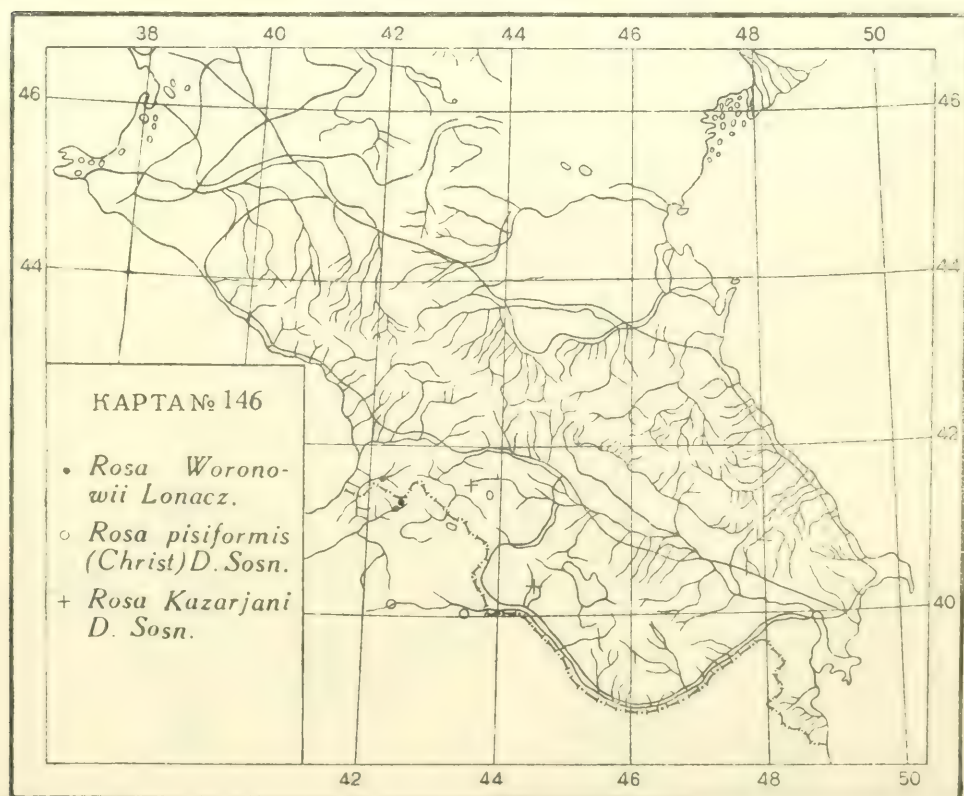 38 40 42 44 46 48 50
46 46
44 44
КАРТА № 146
42
• Rosa Worono-
wii Lonacz.
○ Rosa pisiformis
(Christ) D. Sosn.
+ Rosa Kazarjani
D. Sosn.
40
42 44 46 48 50